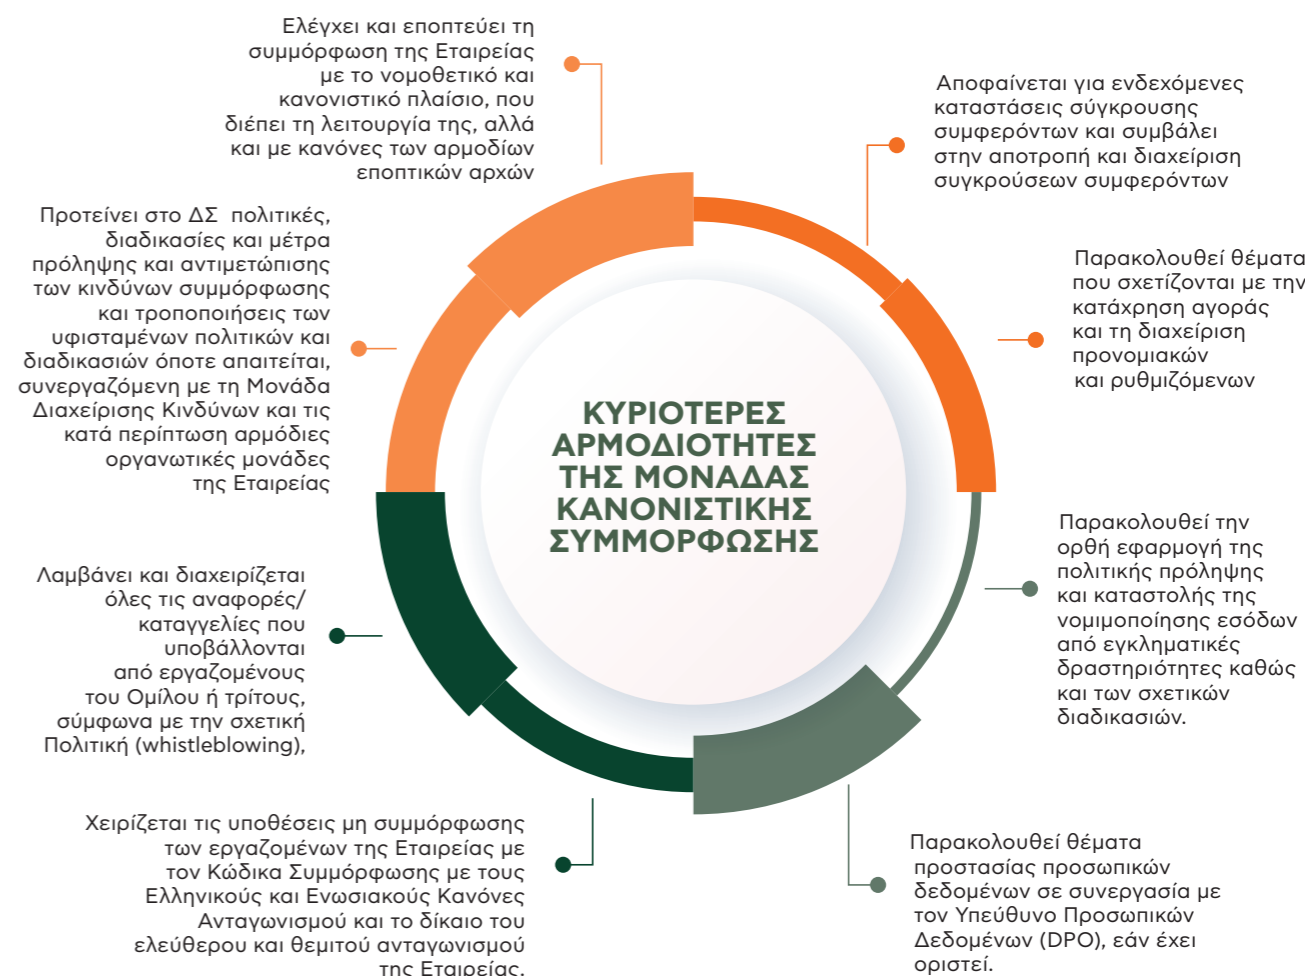 Ελέγχει και εποπτεύει τη
συμμόρφωση της Εταιρείας
με το νομοθετικό και
κανονιστικό πλαίσιο, που
διέπει τη λειτουργία της, αλλά
και με κανόνες των αρμοδίων
εποπτικών αρχών
Αποφαίνεται για ενδεχόμενες
καταστάσεις σύγκρουσης
συμφερόντων και συμβάλει
στην αποτροπή και διαχείριση
συγκρούσεων συμφερόντων
Προτείνει στο ΔΣ πολιτικές,
διαδικασίες και μέτρα
πρόληψης και αντιμετώπισης
των κινδύνων συμμόρφωσης
και τροποποιήσεις των
υφισταμένων πολιτικών και
διαδικασιών όποτε απαιτείται,
συνεργαζόμενη με τη Μονάδα
Διαχείρισης Κινδύνων και τις
κατά περίπτωση αρμόδιες
οργανωτικές μονάδες
της Εταιρείας
Παρακολουθεί θέματα
που σχετίζονται με την
κατάχρηση αγοράς
και τη διαχείριση
προνομιακών
και ρυθμιζόμενων
ΚΥΡΙΟΤΕΡΕΣ
ΑΡΜΟΔΙΟΤΗΤΕΣ
ΤΗΣ ΜΟΝΑΔΑΣ
ΚΑΝΟΝΙΣΤΙΚΗΣ
ΣΥΜΜΟΡΦΩΣΗΣ
Λαμβάνει και διαχειρίζεται
όλες τις αναφορές/
καταγγελίες που
υποβάλλονται
από εργαζομένους
του Ομίλου ή τρίτους,
σύμφωνα με την σχετική
Πολιτική (whistleblowing),
Παρακολουθεί την
ορθή εφαρμογή της
πολιτικής πρόληψης
και καταστολής της
νομιμοποίησης εσόδων
από εγκληματικές
δραστηριότητες καθώς
και των σχετικών
διαδικασιών.
Χειρίζεται τις υποθέσεις μη συμμόρφωσης
των εργαζομένων της Εταιρείας με
τον Κώδικα Συμμόρφωσης με τους
Ελληνικούς και Ενωσιακούς Κανόνες
Ανταγωνισμού και το δίκαιο του
ελεύθερου και θεμιτού ανταγωνισμού
της Εταιρείας.
Παρακολουθεί θέματα
προστασίας προσωπικών
δεδομένων σε συνεργασία με
τον Υπεύθυνο Προσωπικών
Δεδομένων (DPO), εάν έχει
οριστεί.